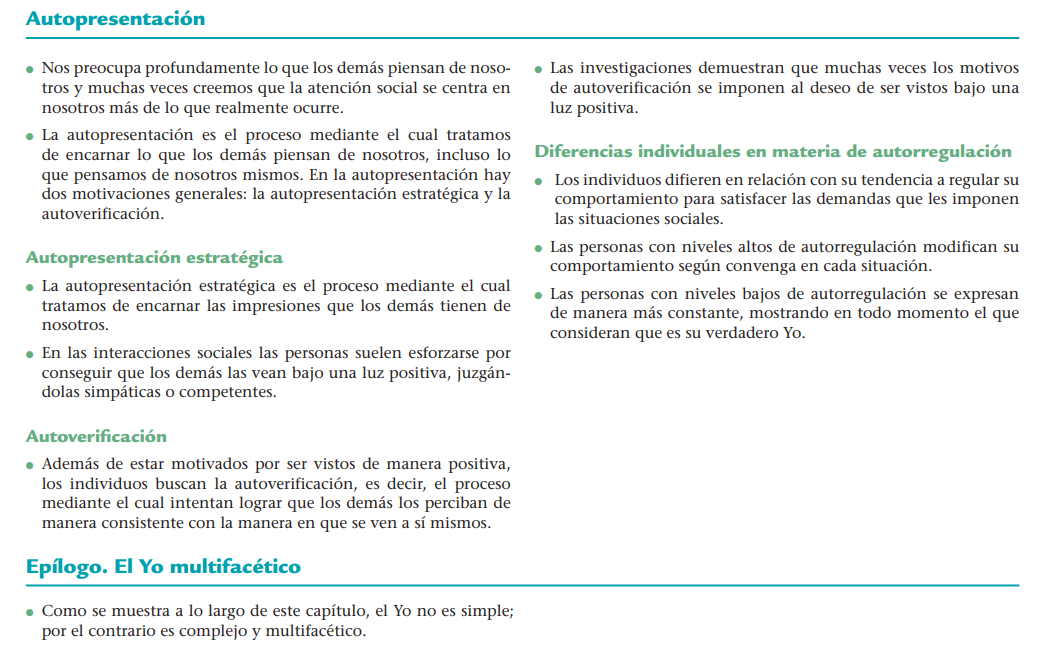 Autopresentación
● Nos preocupa profundamente lo que los demás piensan de noso-
tros y muchas veces creemos que la atención social se centra en
nosotros más de lo que realmente ocurre.
● La autopresentación es el proceso mediante el cual tratamos
de encarnar lo que los demás piensan de nosotros, incluso lo
que pensamos de nosotros mismos. En la autopresentación hay
dos motivaciones generales: la autopresentación estratégica y la
autoverificación.
Autopresentación estratégica
● La autopresentación estratégica es el proceso mediante el cual
tratamos de encarnar las impresiones que los demás tienen de
nosotros.
● En las interacciones sociales las personas suelen esforzarse por
conseguir que los demás las vean bajo una luz positiva, juzgán-
dolas simpáticas o competentes.
Autoverificación
● Además de estar motivados por ser vistos de manera positiva,
los individuos buscan la autoverificación, es decir, el proceso
mediante el cual intentan lograr que los demás los perciban de
manera consistente con la manera en que se ven a sí mismos.
● Las investigaciones demuestran que muchas veces los motivos
de autoverificación se imponen al deseo de ser vistos bajo una
luz positiva.
Diferencias individuales en materia de autorregulación
● Los individuos difieren en relación con su tendencia a regular su
comportamiento para satisfacer las demandas que les imponen
las situaciones sociales.
● Las personas con niveles altos de autorregulación modifican su
comportamiento según convenga en cada situación.
● Las personas con niveles bajos de autorregulación se expresan
de manera más constante, mostrando en todo momento el que
consideran que es su verdadero Yo.
Epílogo. El Yo multifacético
● Como se muestra a lo largo de este capítulo, el Yo no es simple;
por el contrario es complejo y multifacético.